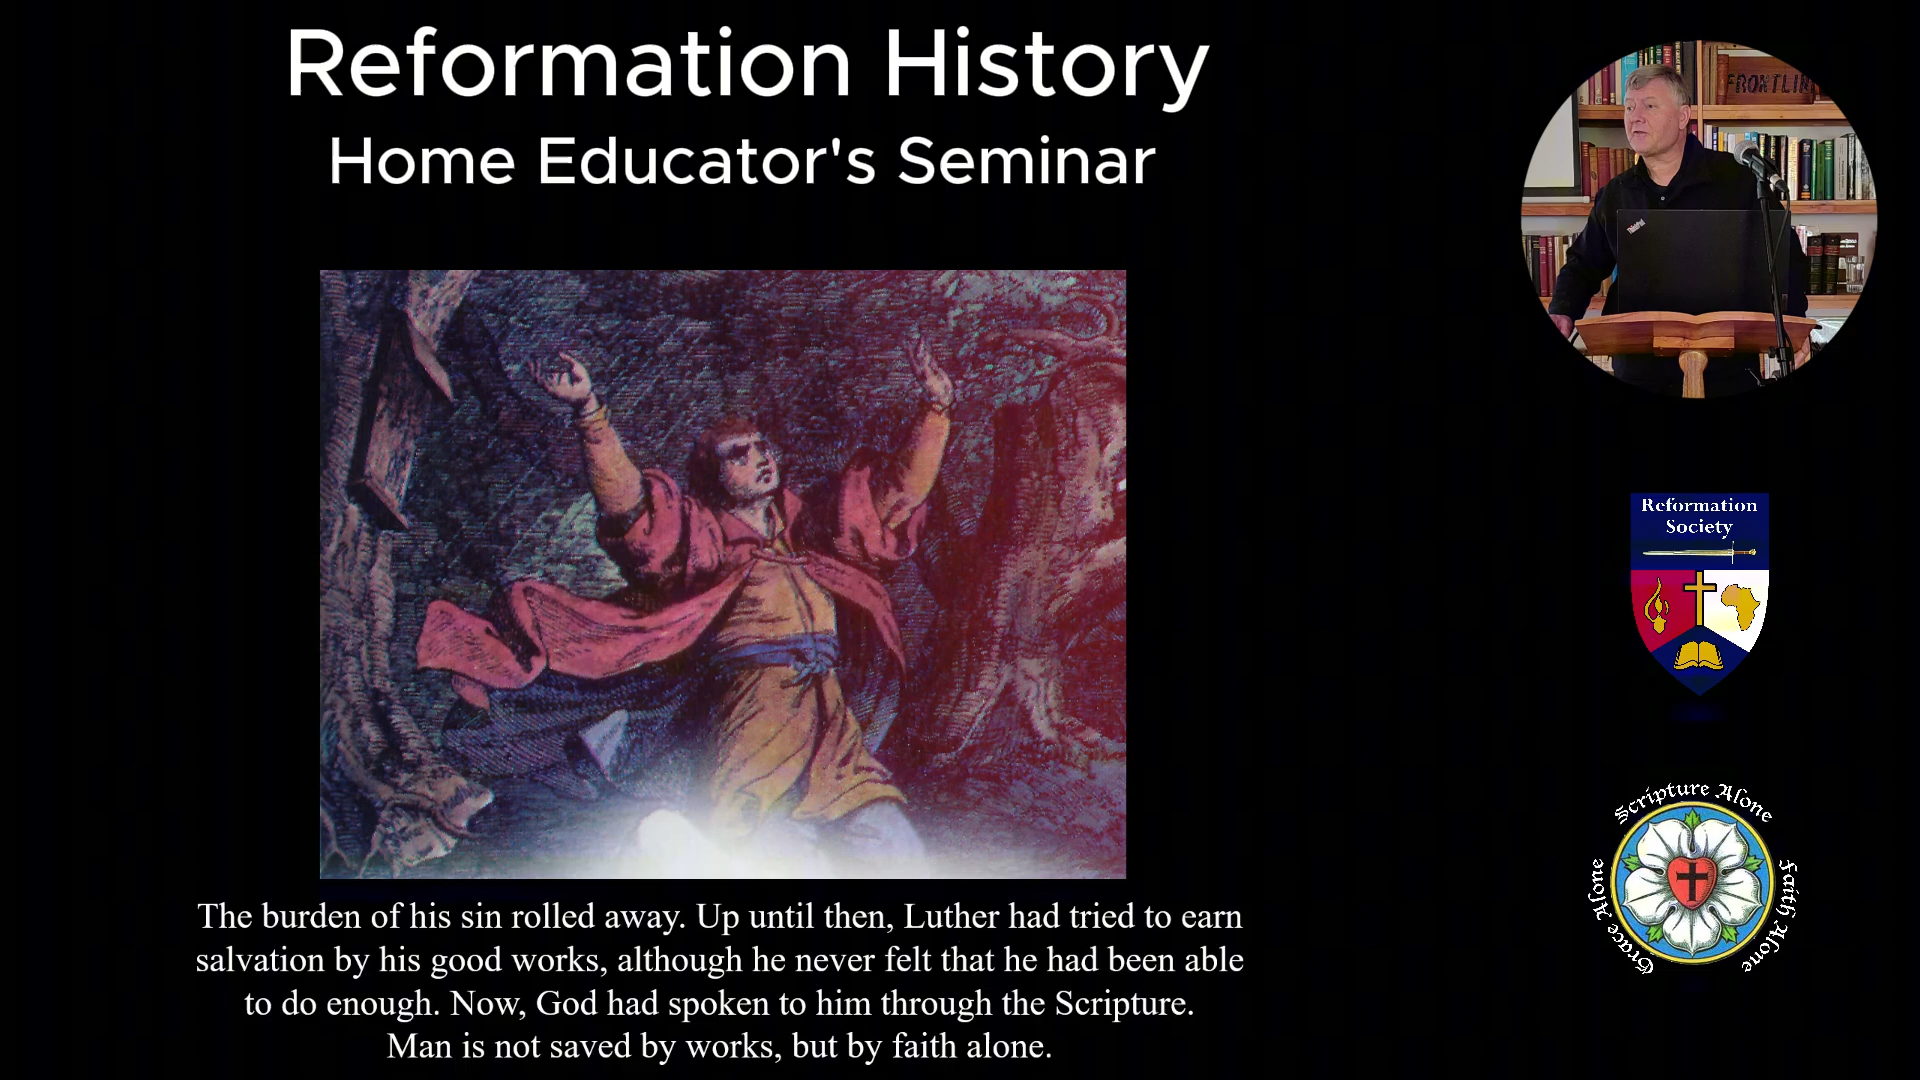 Reformation History
Home Educator's Seminar
FRONTLIN
ThinkPad
Reformation
Society
Scripture Alone
Faith Alone
Grace Alone
The burden of his sin rolled away. Up until then, Luther had tried to earn
salvation by his good works, although he never felt that he had been able
to do enough. Now, God had spoken to him through the Scripture.
Man is not saved by works, but by faith alone.